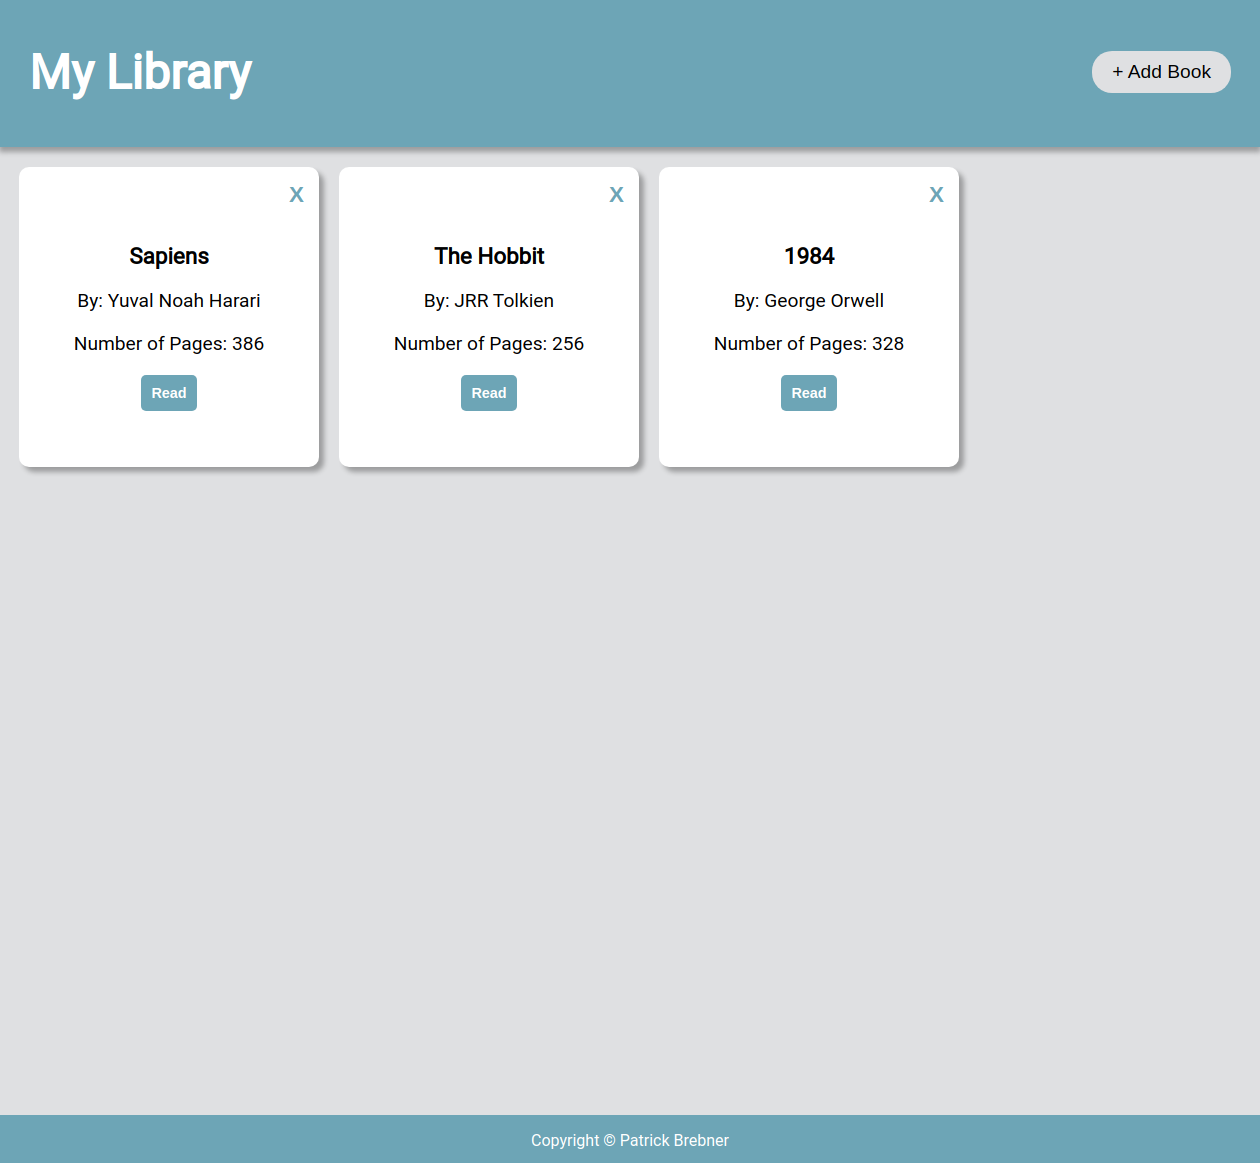 My Library
+ Add Book
X
Sapiens
By: Yuval Noah Harari
Number of Pages: 386
Read
X
The Hobbit
By: JRR Tolkien
Number of Pages: 256
Read
X
1984
By: George Orwell
Number of Pages: 328
Read
Copyright © Patrick Brebner